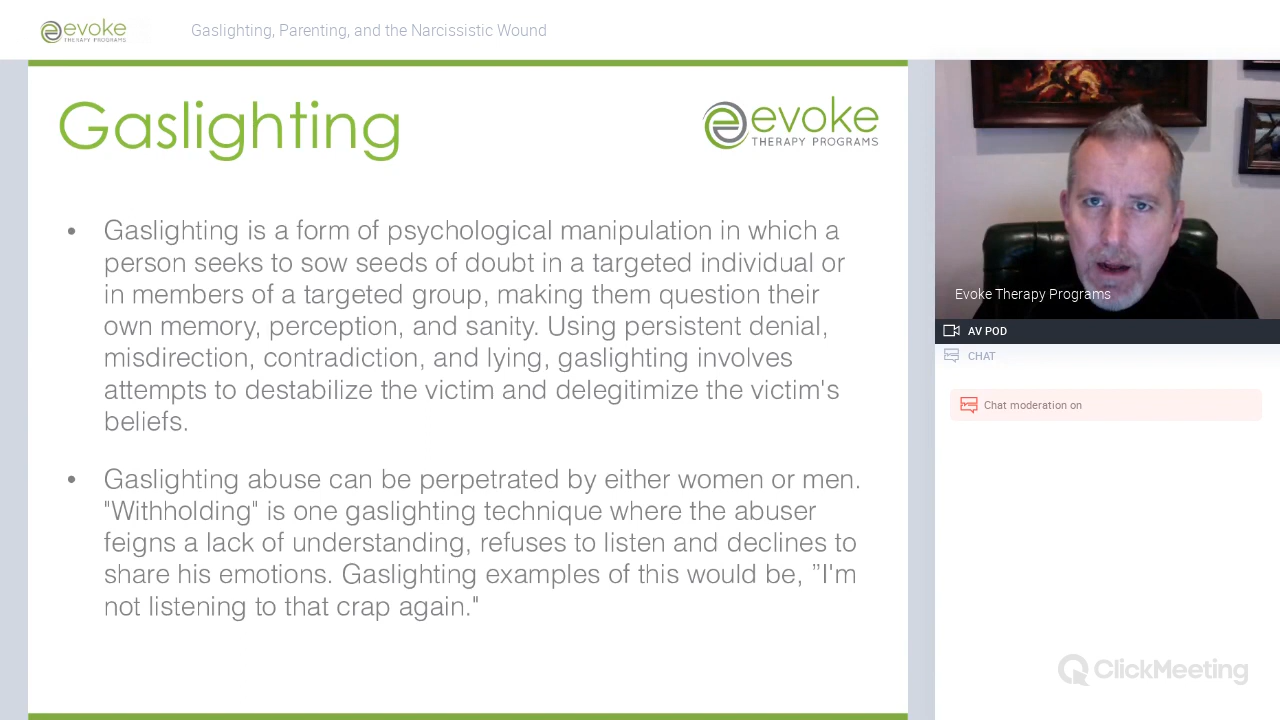 evoke
THERAPY PROGRAMS
Gaslighting, Parenting, and the Narcissistic Wound
Gaslighting
evoke
THERAPY PROGRAMS
• Gaslighting is a form of psychological manipulation in which a
person seeks to sow seeds of doubt in a targeted individual or
in members of a targeted group, making them question their
own memory, perception, and sanity. Using persistent denial,
misdirection, contradiction, and lying, gaslighting involves
attempts to destabilize the victim and delegitimize the victim's
beliefs.
• Gaslighting abuse can be perpetrated by either women or men.
"Withholding" is one gaslighting technique where the abuser
feigns a lack of understanding, refuses to listen and declines to
share his emotions. Gaslighting examples of this would be, ”I'm
not listening to that crap again."
Evoke Therapy Programs
AV POD
CHAT
Chat moderation on
ClickMeeting